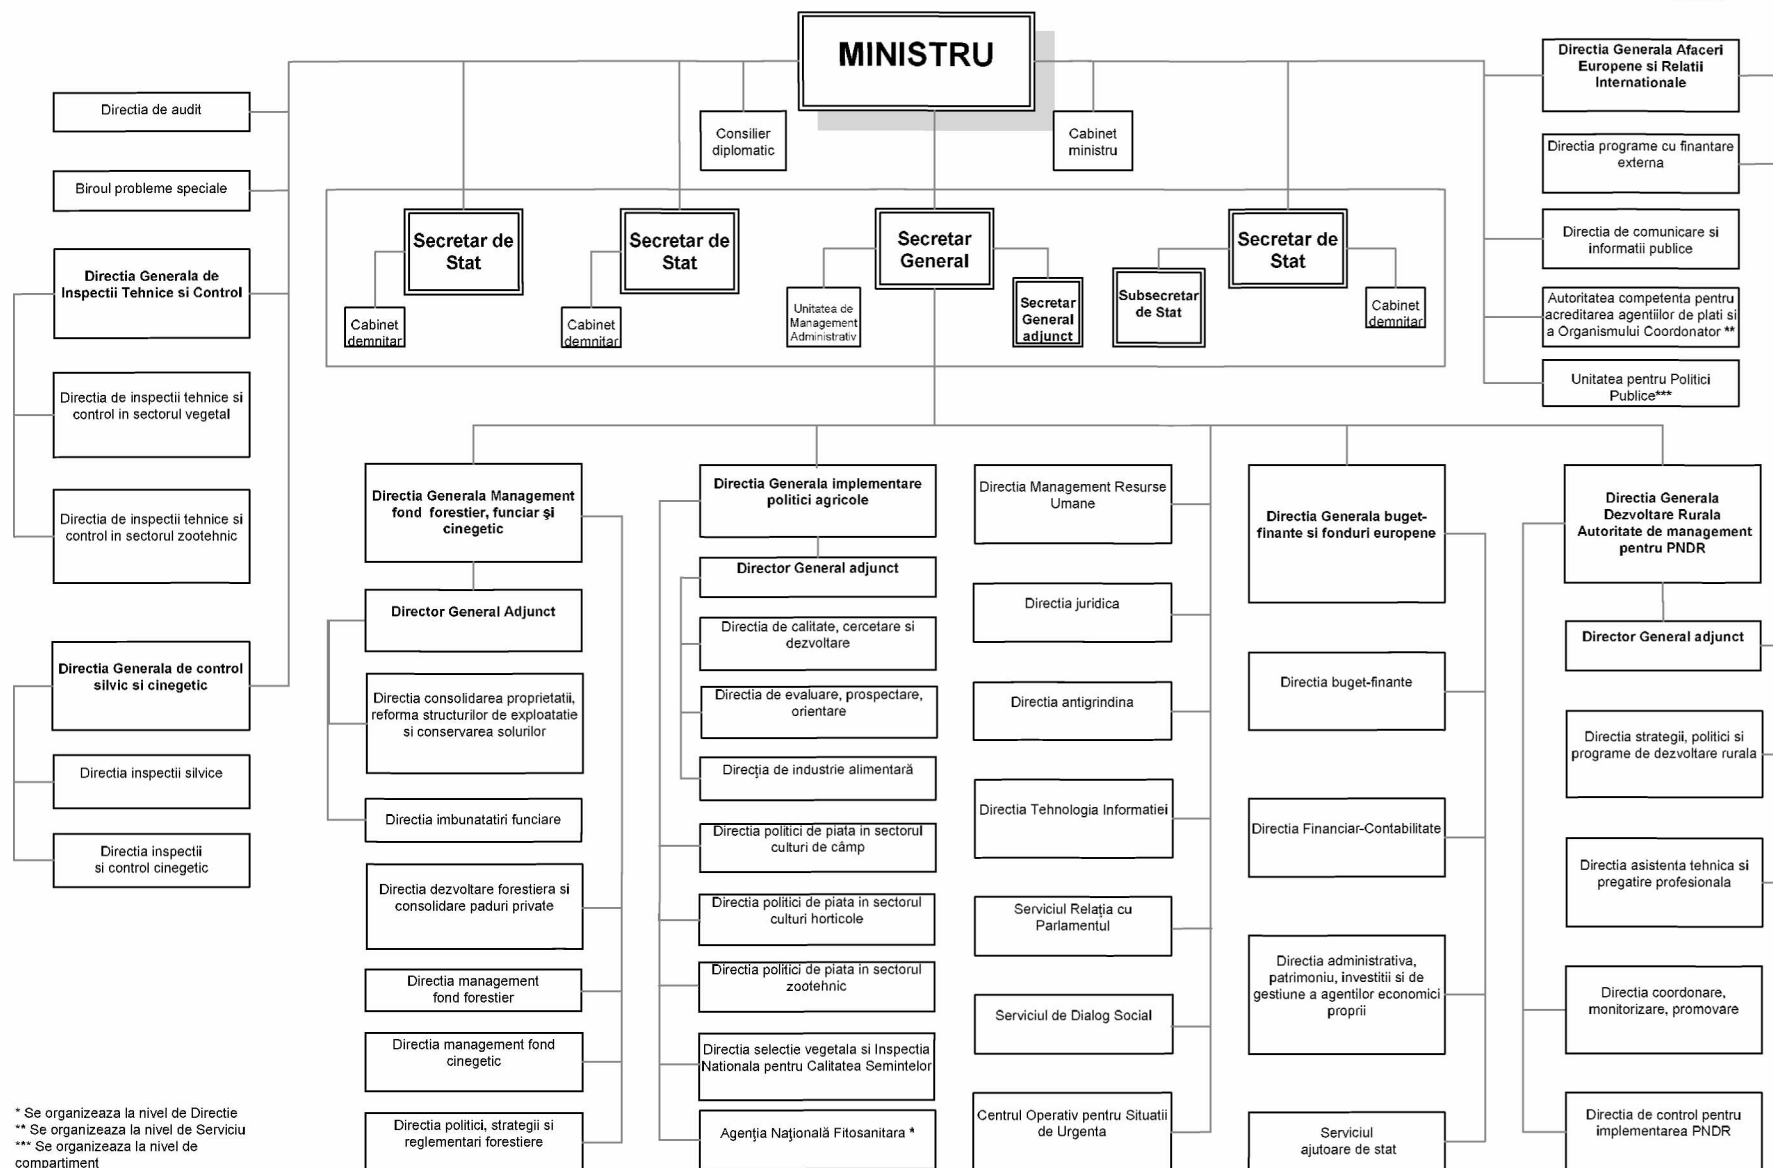 MINISTRU
Directia de audit
Biroul probleme speciale
Directia Generala de
Inspectii Tehnice si Control
Directia de inspectii tehnice si
control in sectorul vegetal
Directia de inspectii tehnice si
control in sectorul zootehnic
Directia Generala de control
silvic si cinegetic
Directia inspectii silvice
Directia inspectii
si control cinegetic
Consilier
diplomatic
Cabinet
ministru
Secretar de
Stat
Cabinet
demnitar
Secretar de
Stat
Cabinet
demnitar
Secretar
General
Unitatea de
Management
Administrativ
Secretar
General
adjunct
Secretar de
Stat
Subsecretar
de Stat
Cabinet
demnitar
Directia Generala Afaceri
Europene si Relatii
Internationale
Directia programe cu finantare
externa
Directia de comunicare si
informatii publice
Autoritatea competenta pentru
acreditarea agentiilor de plati si
a Organismului Coordonator **
Unitatea pentru Politici
Publice***
Directia Generala Management
fond forestier, funciar şi
cinegetic
Director General Adjunct
Directia consolidarea proprietatii,
reforma structurilor de exploatatie
si conservarea solurilor
Directia imbunatatiri funciare
Directia dezvoltare forestiera si
consolidare paduri private
Directia management
fond forestier
Directia management fond
cinegetic
Directia politici, strategii si
reglementari forestiere
Directia Generala implementare
politici agricole
Director General adjunct
Directia de calitate, cercetare si
dezvoltare
Directia de evaluare, prospectare,
orientare
Direcţia de industrie alimentară
Directia politici de piata in sectorul
culturi de câmp
Directia politici de piata in sectorul
culturi horticole
Directia politici de piata in sectorul
zootehnic
Directia selectie vegetala si Inspectia
Nationala pentru Calitatea Semintelor
Agenţia Naţională Fitosanitara *
Directia Management Resurse
Umane
Directia juridica
Directia antigrindina
Directia Tehnologia Informatiei
Serviciul Relaţia cu
Parlamentul
Serviciul de Dialog Social
Centrul Operativ pentru Situatii
de Urgenta
Directia Generala buget-
finante si fonduri europene
Directia buget-finante
Directia Financiar-Contabilitate
Directia administrativa,
patrimoniu, investitii si de
gestiune a agentilor economici
proprii
Serviciul
ajutoare de stat
Directia Generala
Dezvoltare Rurala
Autoritate de management
pentru PNDR
Director General adjunct
Directia strategii, politici si
programe de dezvoltare rurala
Directia asistenta tehnica si
pregatire profesionala
Directia coordonare,
monitorizare, promovare
Directia de control pentru
implementarea PNDR
* Se organizeaza la nivel de Directie
** Se organizeaza la nivel de Serviciu
*** Se organizeaza la nivel de
compartiment